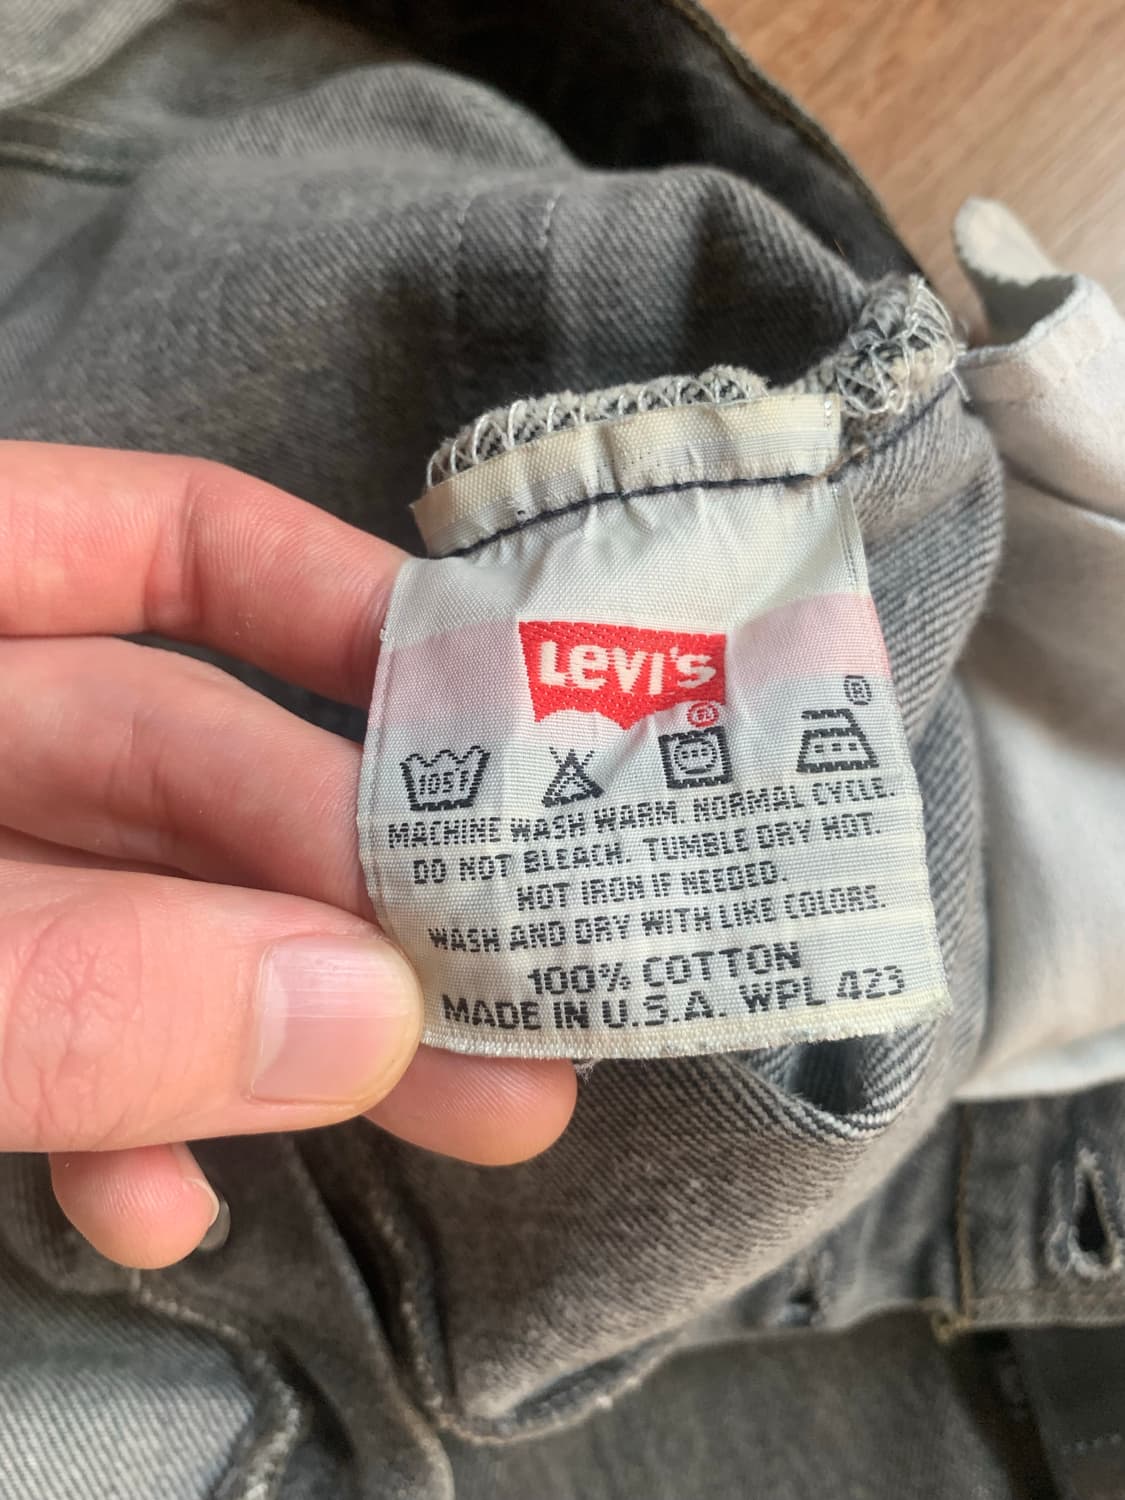 Levi's
®
®
105F
MACHINE WASH WARM. NORMAL CYCLE.
DO NOT BLEACH. TUMBLE DRY HOT.
HOT IRON IF NEEDED.
WASH AND DRY WITH LIKE COLORS.
100% COTTON
MADE IN U.S.A. WPL 423